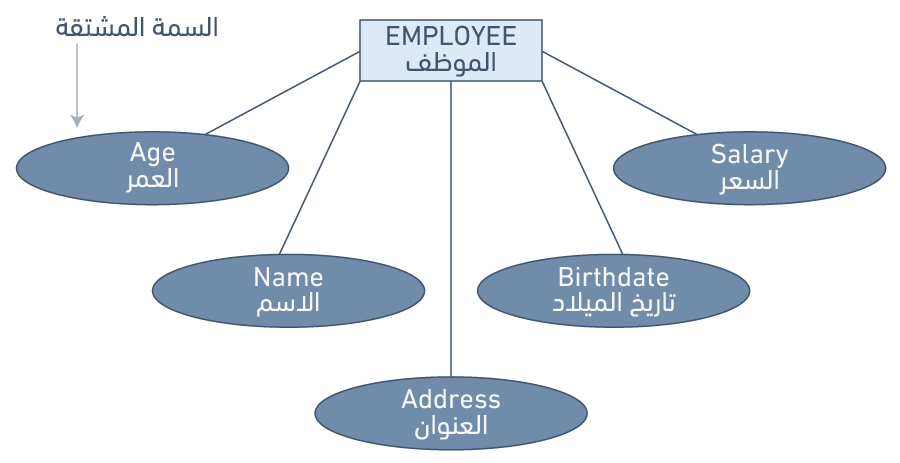 السمة المشتقة
EMPLOYEE
الموظف
Age
العمر
Salary
السعر
Name
الاسم
Birthdate
تاريخ الميلاد
Address
العنوان